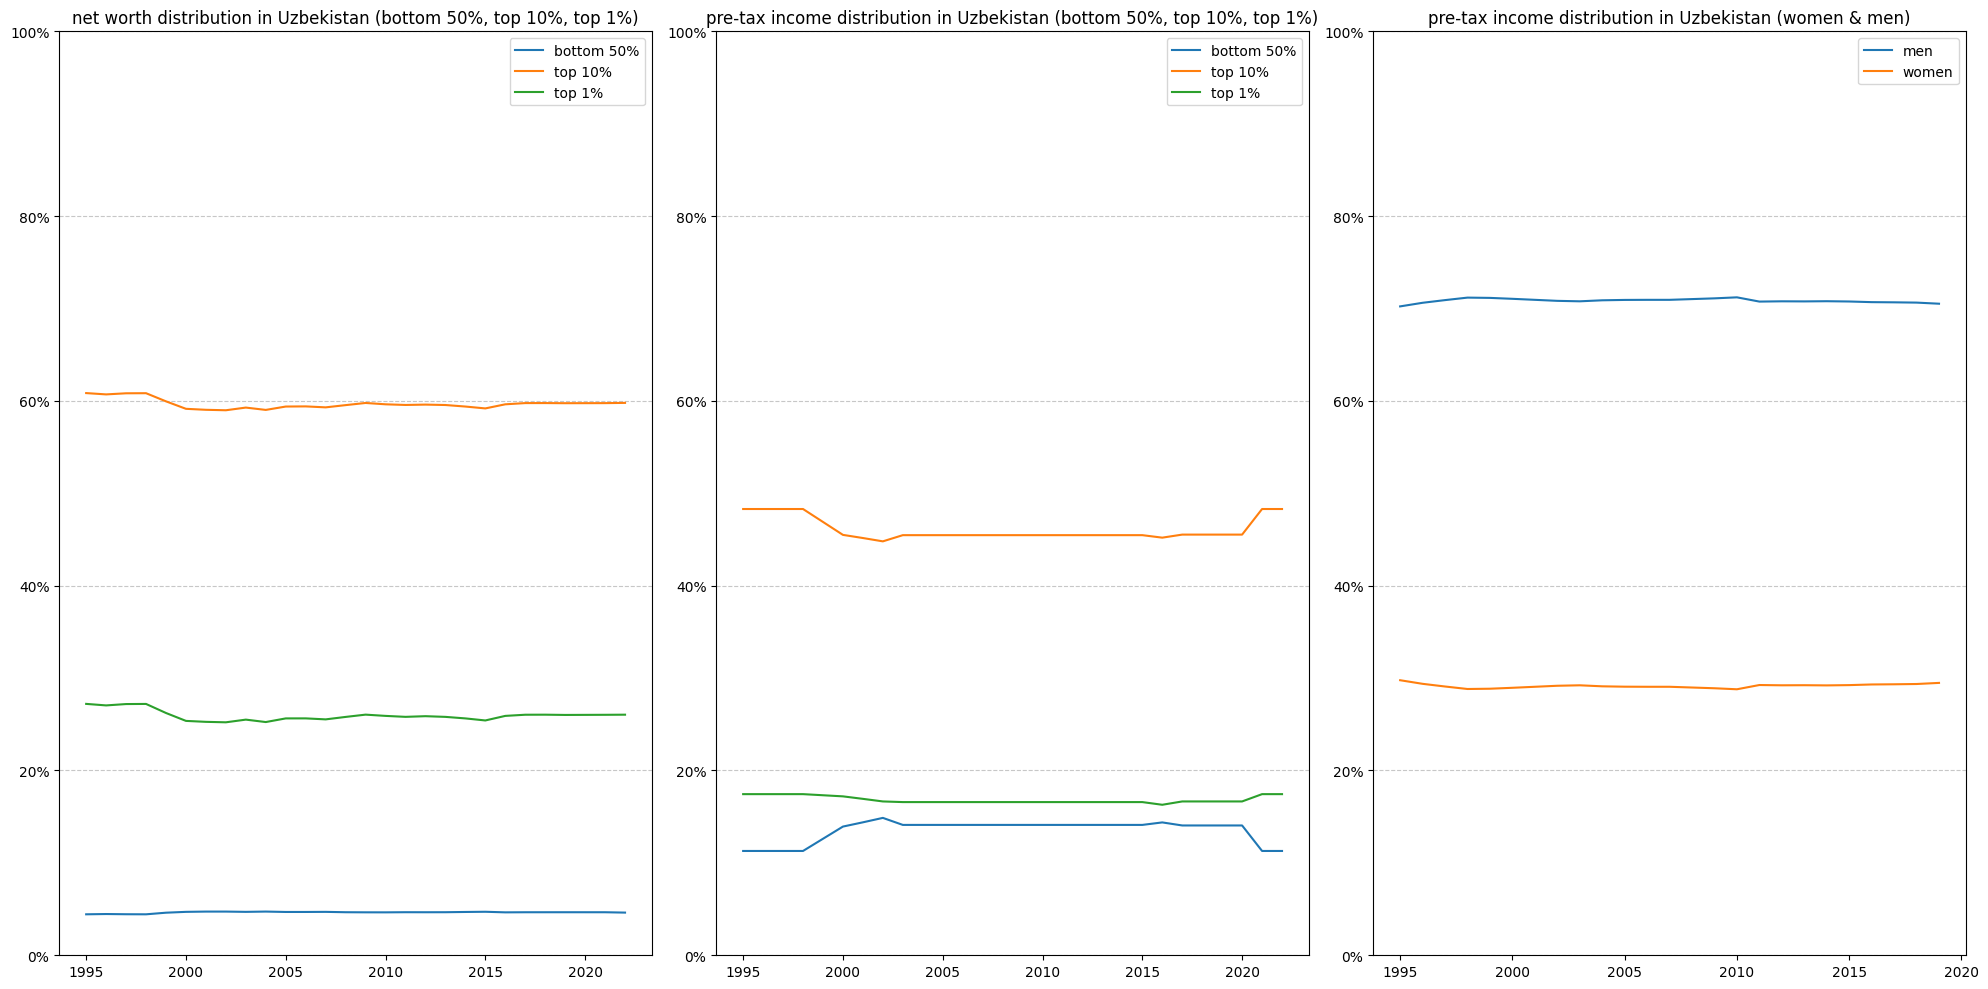 net worth distribution in Uzbekistan (bottom 50%, top 10%, top 1%)
100%
80%
60%
40%
20%
0%
1995 2000 2005 2010 2015 2020
bottom 50%
top 10%
top 1%
pre-tax income distribution in Uzbekistan (bottom 50%, top 10%, top 1%)
100%
80%
60%
40%
20%
0%
1995 2000 2005 2010 2015 2020
bottom 50%
top 10%
top 1%
pre-tax income distribution in Uzbekistan (women & men)
100%
80%
60%
40%
20%
0%
1995 2000 2005 2010 2015 2020
men
women